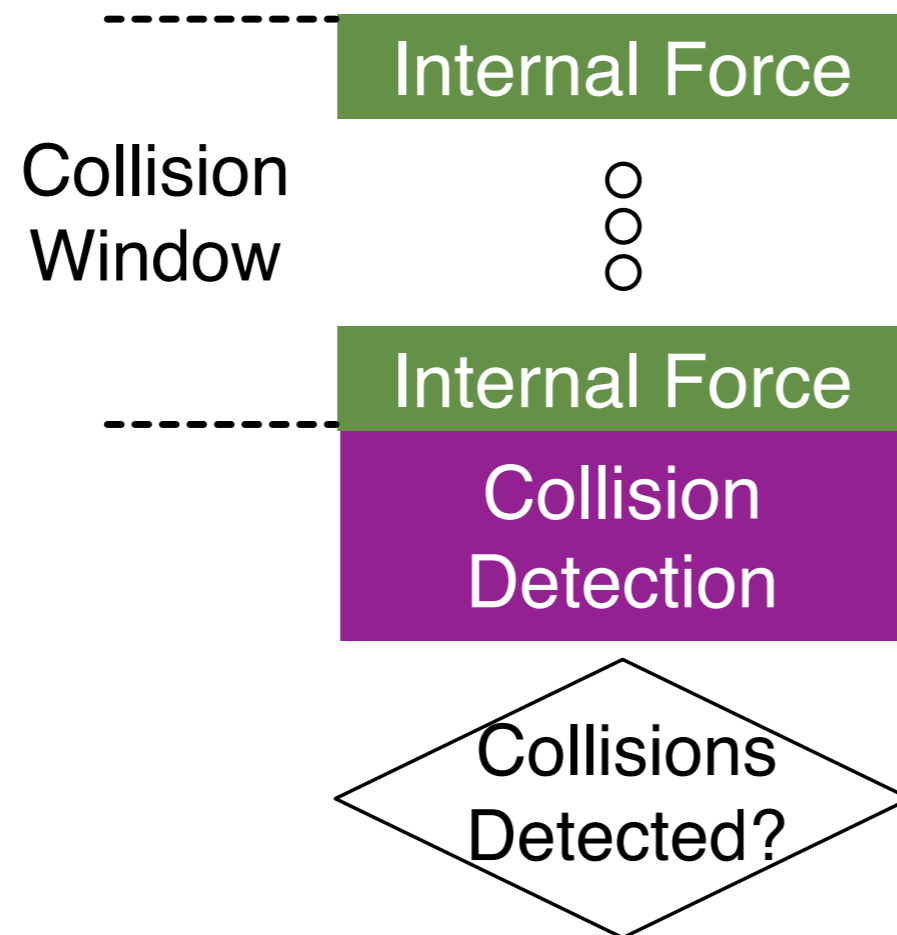 Internal Force
Collision
Window
Internal Force
Collision
Detection
Collisions
Detected?